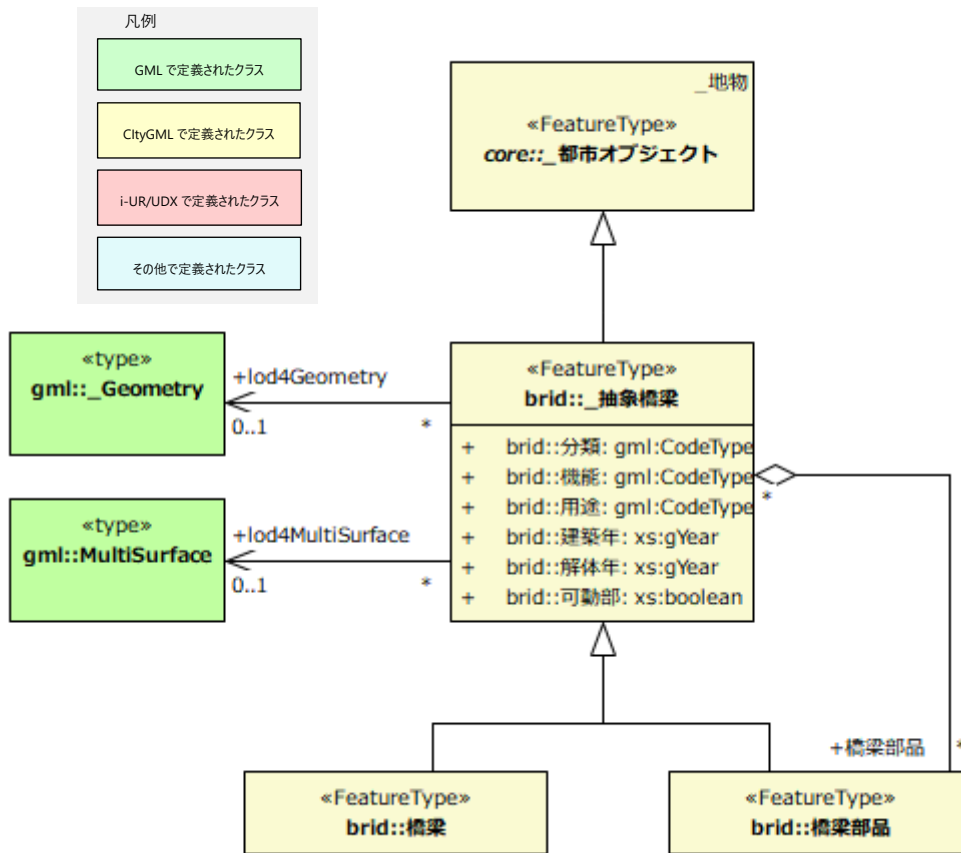 凡例
GML で定義されたクラス
CItyGML で定義されたクラス
i-UR/UDX で定義されたクラス
その他で定義されたクラス
_地物
«FeatureType»
core::_都市オブジェクト
«type»
gml::_Geometry
+lod4Geometry
0..1
*
«type»
gml::MultiSurface
+lod4MultiSurface
0..1
*
«FeatureType»
brid::_抽象橋梁
+ brid::分類: gml:CodeType
+ brid::機能: gml:CodeType
+ brid::用途: gml:CodeType
+ brid::建築年: xs:gYear
+ brid::解体年: xs:gYear
+ brid::可動部: xs:boolean
*
+橋梁部品
*
«FeatureType»
brid::橋梁
«FeatureType»
brid::橋梁部品